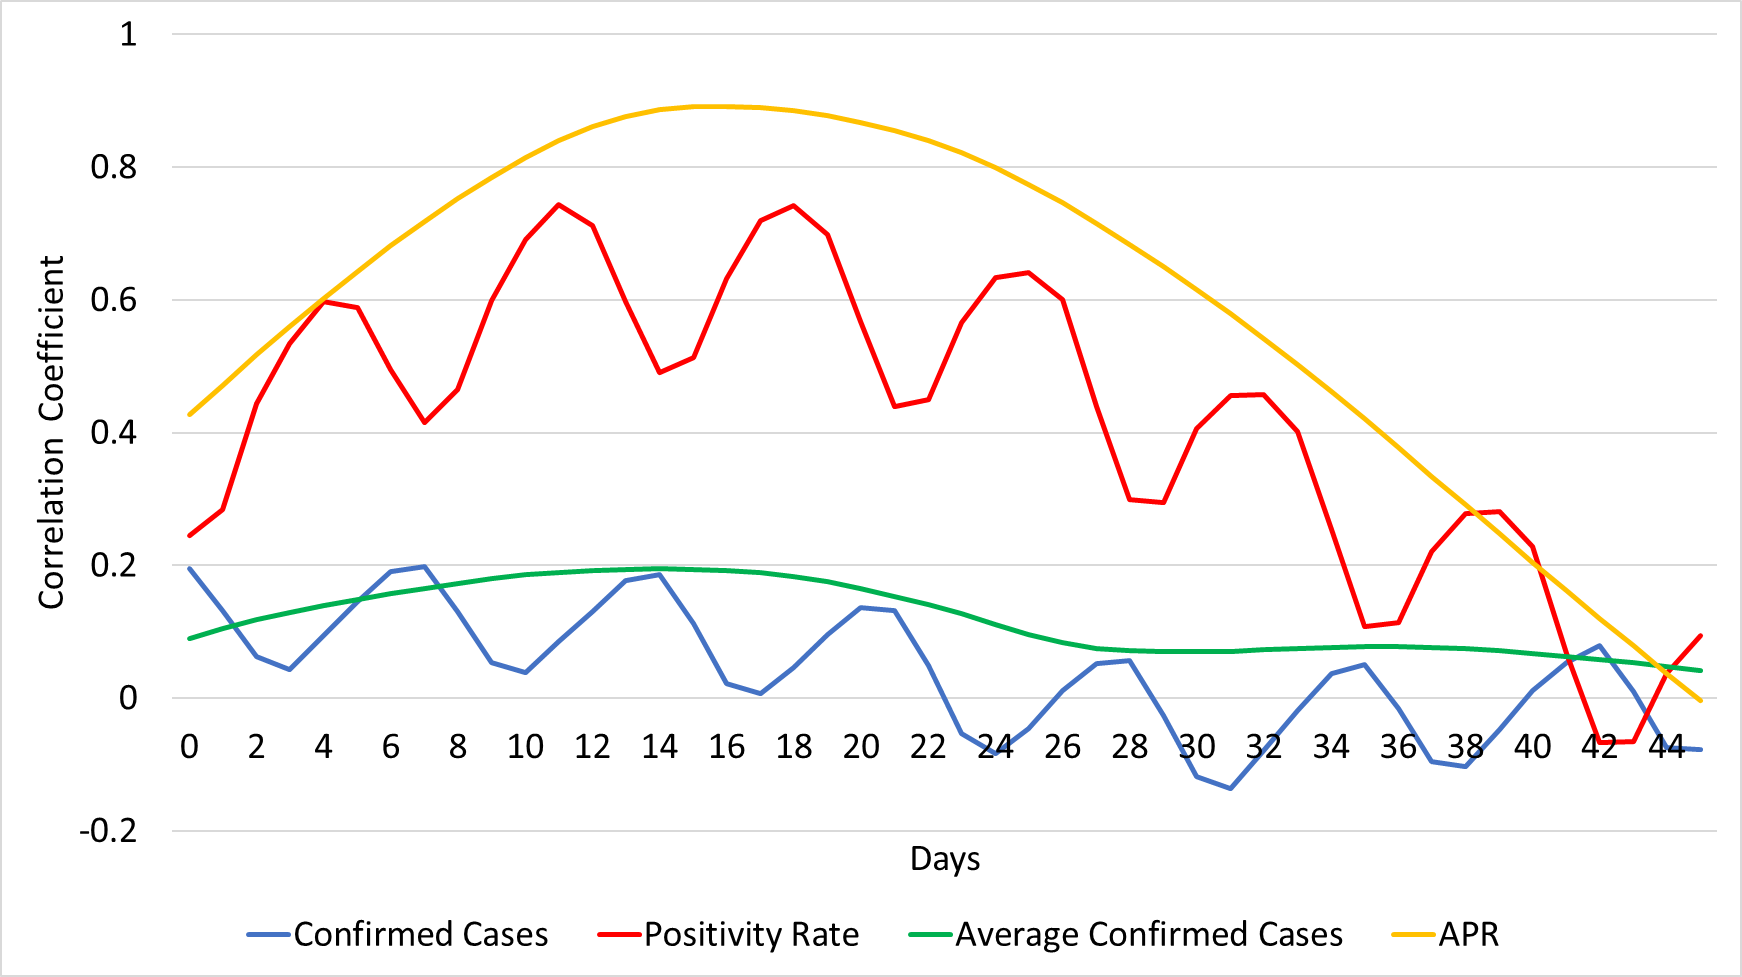 1
0.8
0.6
0.4
0.2
0
-0.2
Correlation Coefficient
0 2 4 6 8 10 12 14 16 18 20 22 24 26 28 30 32 34 36 38 40 42 44
Days
Confirmed Cases Positivity Rate Average Confirmed Cases APR